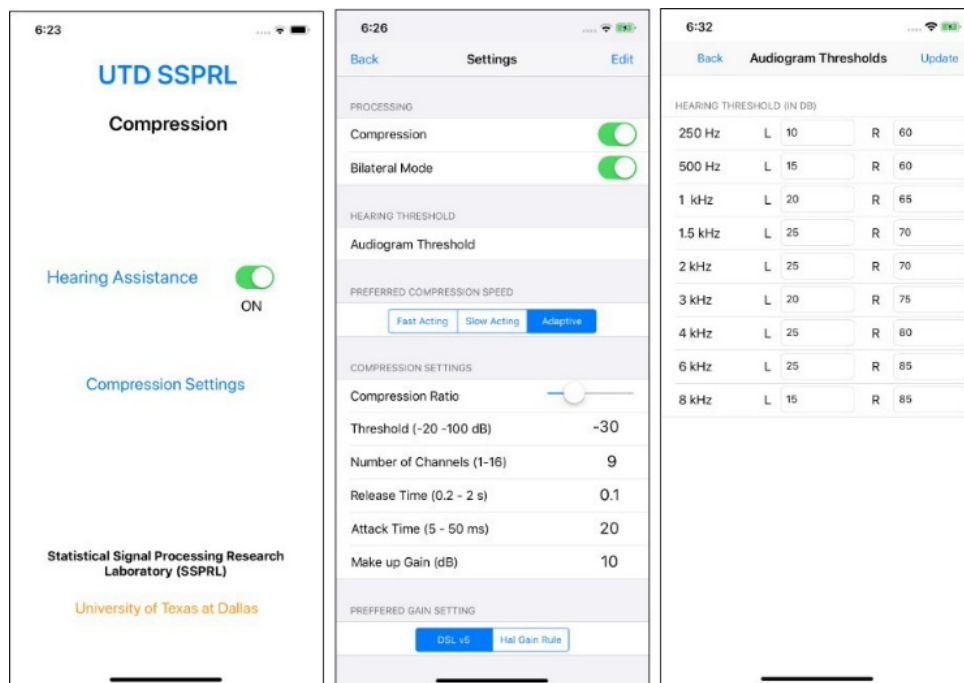 6:23
UTD SSPRL
Compression
Hearing Assistance
ON
Compression Settings
Statistical Signal Processing Research
Laboratory (SSPRL)
University of Texas at Dallas
6:26
Back Settings Edit
PROCESSING
Compression
Bilateral Mode
HEARING THRESHOLD
Audiogram Threshold
PREFERRED COMPRESSION SPEED
Fast Acting Slow Acting Adaptive
COMPRESSION SETTINGS
Compression Ratio
Threshold (-20 -100 dB) -30
Number of Channels (1-16) 9
Release Time (0.2 - 2 s) 0.1
Attack Time (5 - 50 ms) 20
Make up Gain (dB) 10
PREFFERED GAIN SETTING
DSL v5 Hal Gain Rule
6:32
Back Audiogram Thresholds Update
HEARING THRESHOLD (IN DB)
250 Hz L 10 R 60
500 Hz L 15 R 60
1 kHz L 20 R 65
1.5 kHz L 25 R 70
2 kHz L 25 R 70
3 kHz L 20 R 75
4 kHz L 25 R 80
6 kHz L 25 R 85
8 kHz L 15 R 85